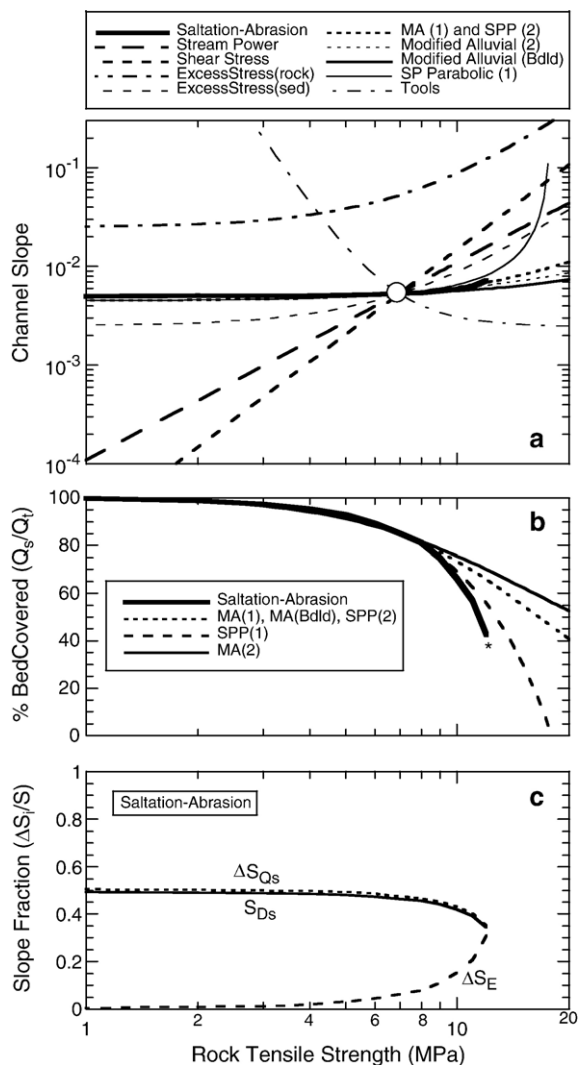 Saltation-Abrasion
Stream Power
Shear Stress
ExcessStress(rock)
ExcessStress(sed)
MA (1) and SPP (2)
Modified Alluvial (2)
Modified Alluvial (Bdld)
SP Parabolic (1)
Tools
10-1
10-2
10-3
10-4
Channel Slope
a
100
80
60
40
20
0
% BedCovered (Qs/Qt)
b
Saltation-Abrasion
MA(1), MA(Bdld), SPP(2)
SPP(1)
MA(2)
*
1
0.8
0.6
0.4
0.2
0
Slope Fraction (ΔSi/S)
Saltation-Abrasion
c
ΔSQs
SDs
ΔSE
1 2 4 6 8 10 20
Rock Tensile Strength (MPa)